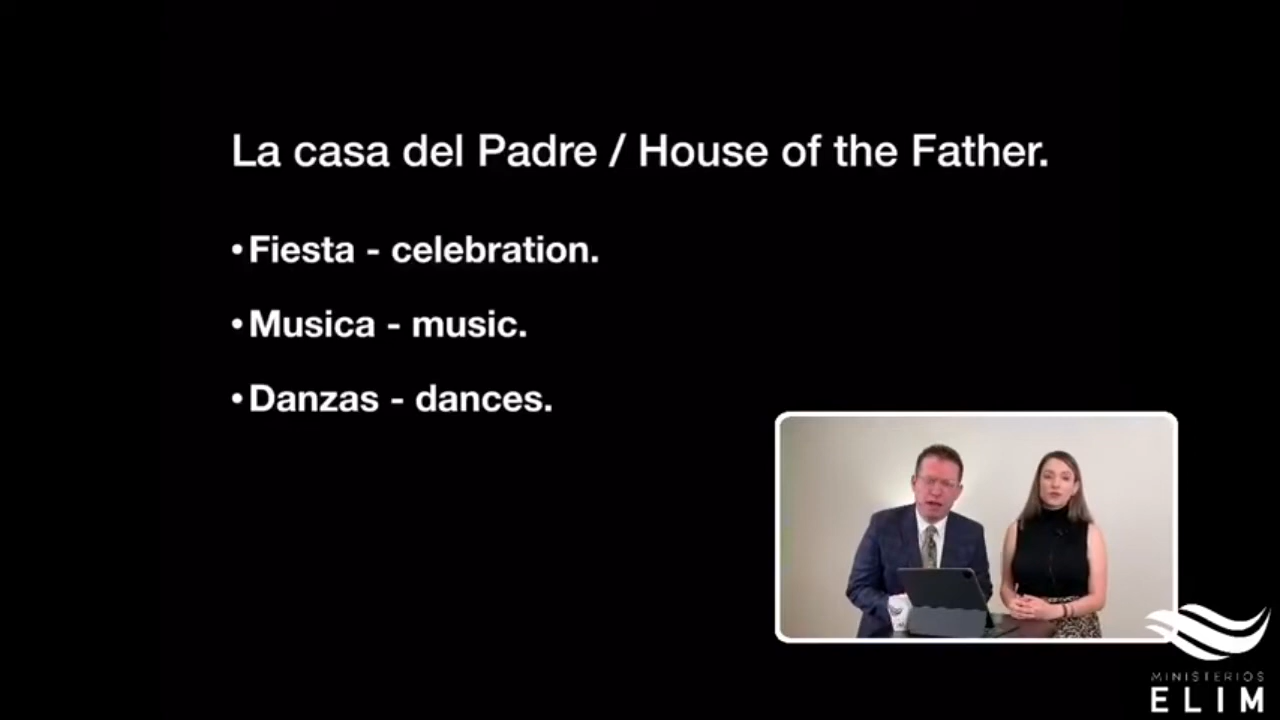 La casa del Padre / House of the Father.
• Fiesta - celebration.
• Musica - music.
• Danzas - dances.
MINISTERIOS
ELIM